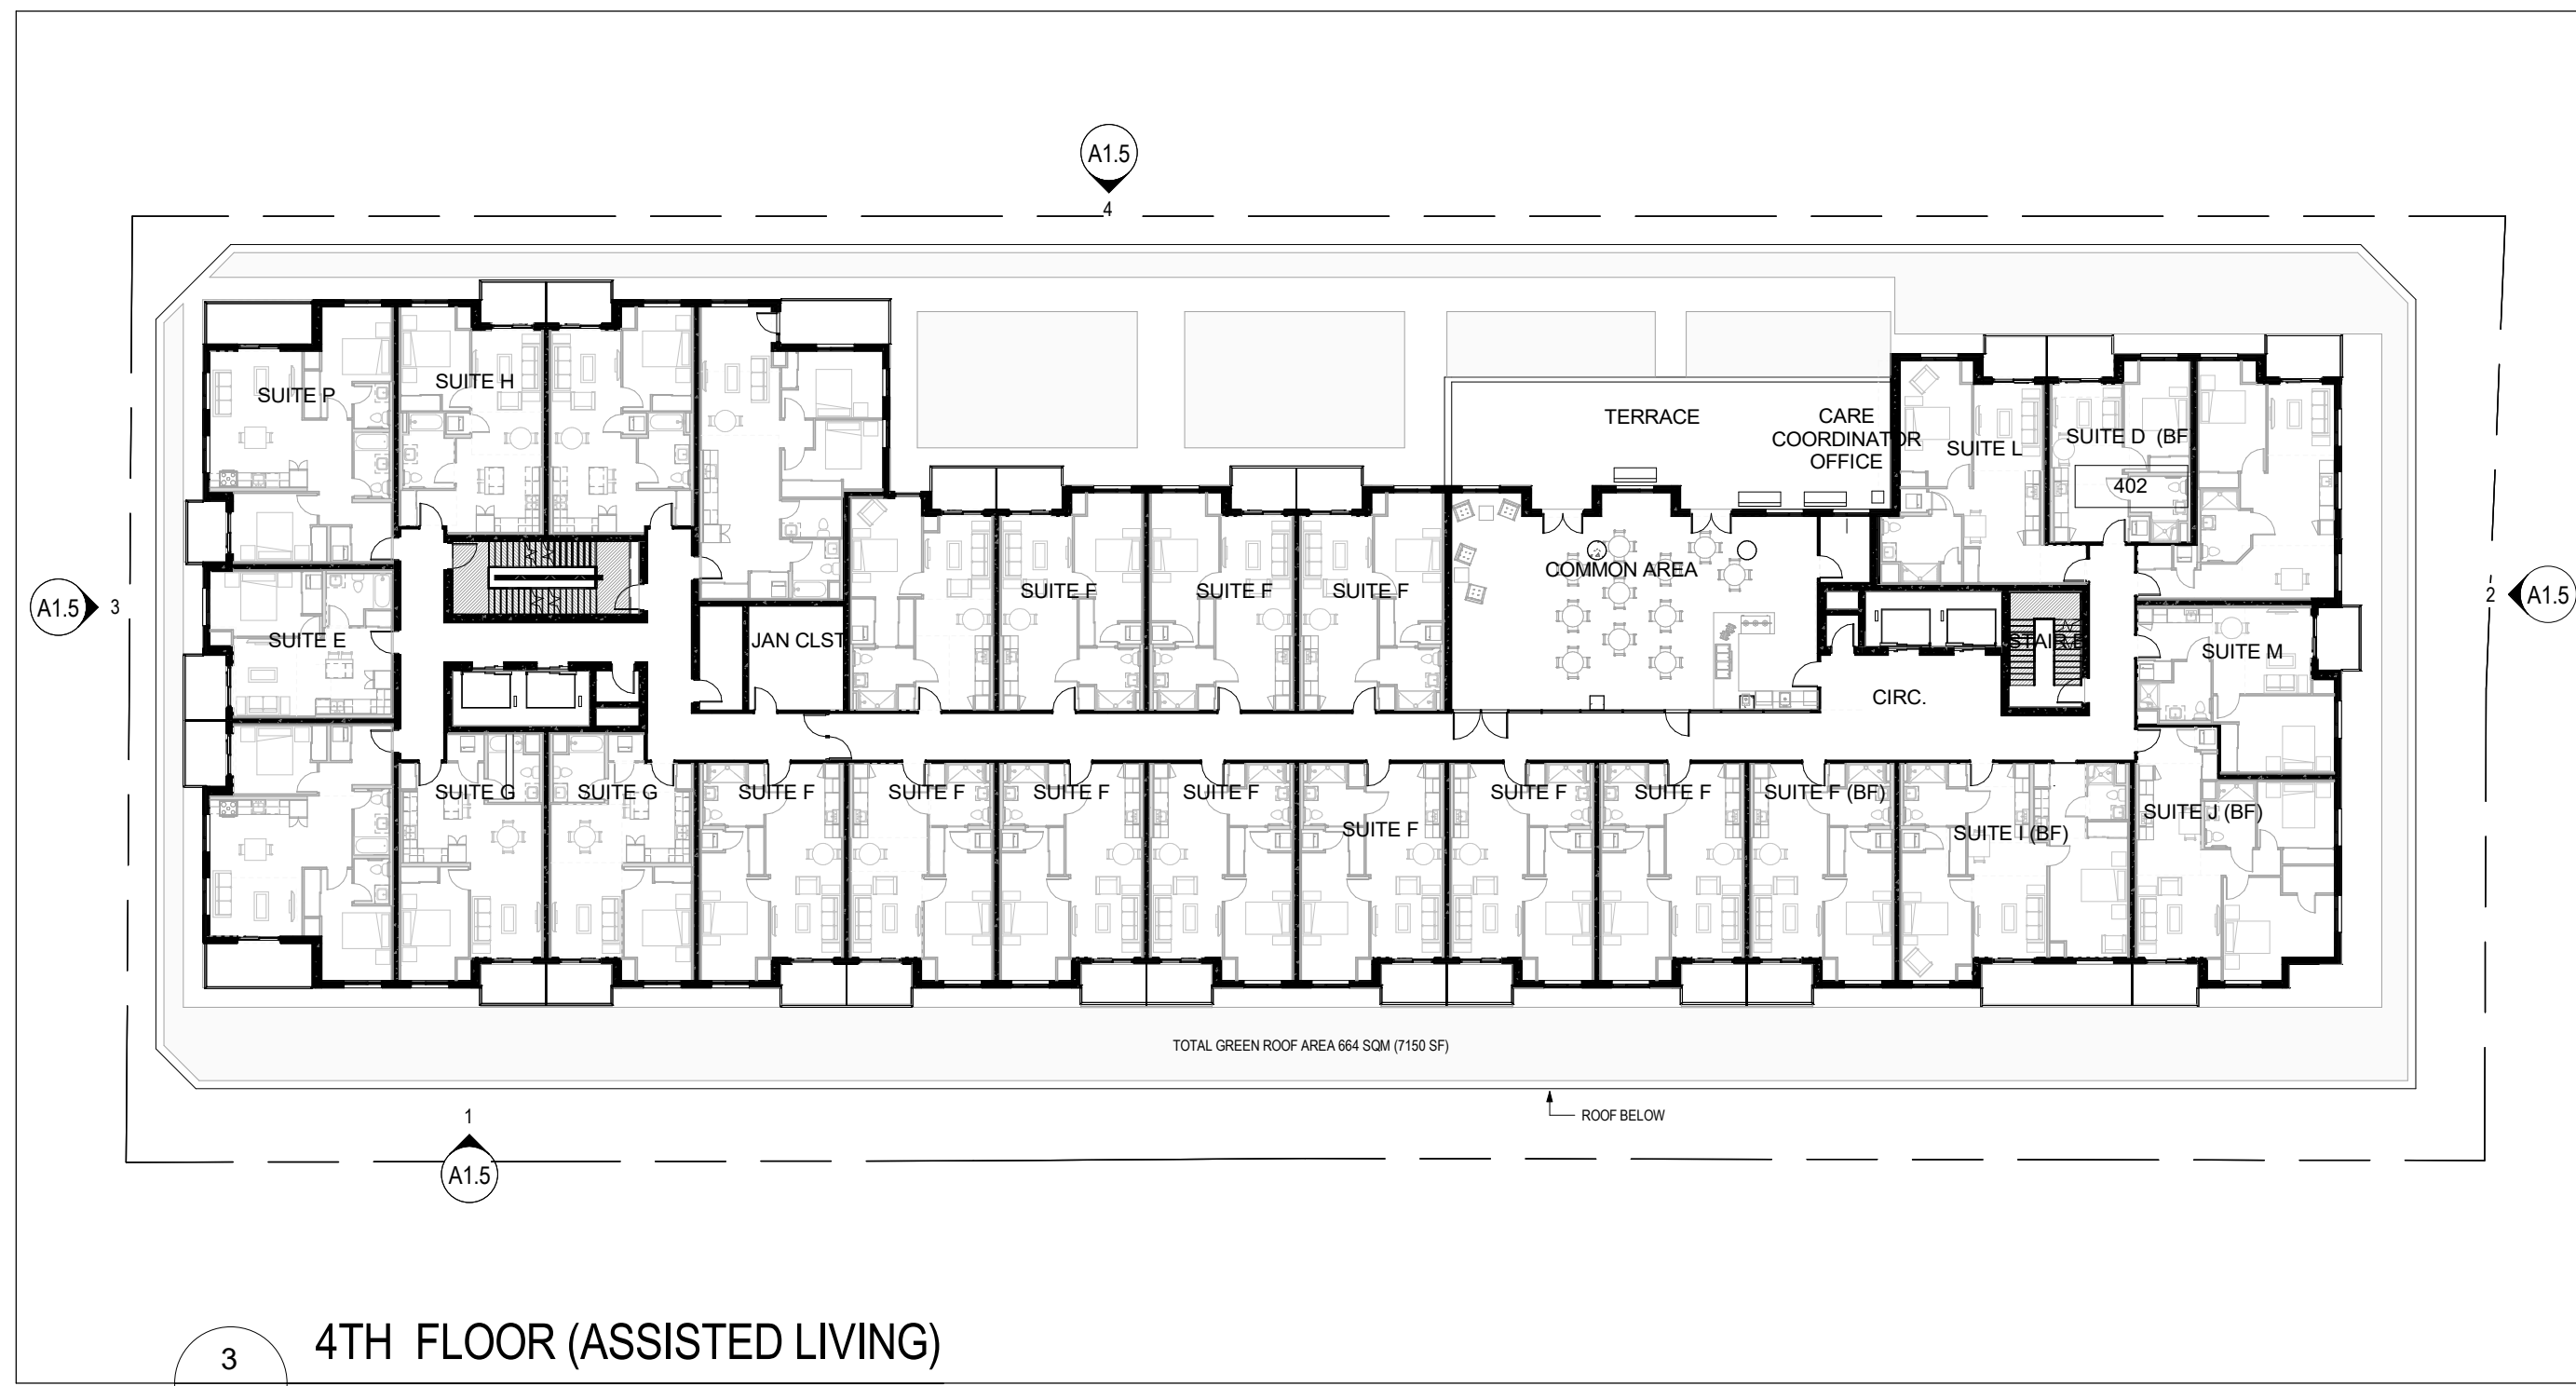 A1.5
4
TERRACE
CARE
COORDINATOR
OFFICE
SUITE P
SUITE H
SUITE L
SUITE D (BF
402
COMMON AREA
SUITE F
SUITE F
SUITE F
A1.5
3
2
A1.5
SUITE E
JAN CLST
STAIR
SUITE M
CIRC.
SUITE G
SUITE G
SUITE F
SUITE F
SUITE F
SUITE F
SUITE F
SUITE F
SUITE F
SUITE F (BF)
SUITE I (BF)
SUITE J (BF)
TOTAL GREEN ROOF AREA 664 SQM (7150 SF)
ROOF BELOW
1
A1.5
3
4TH FLOOR (ASSISTED LIVING)